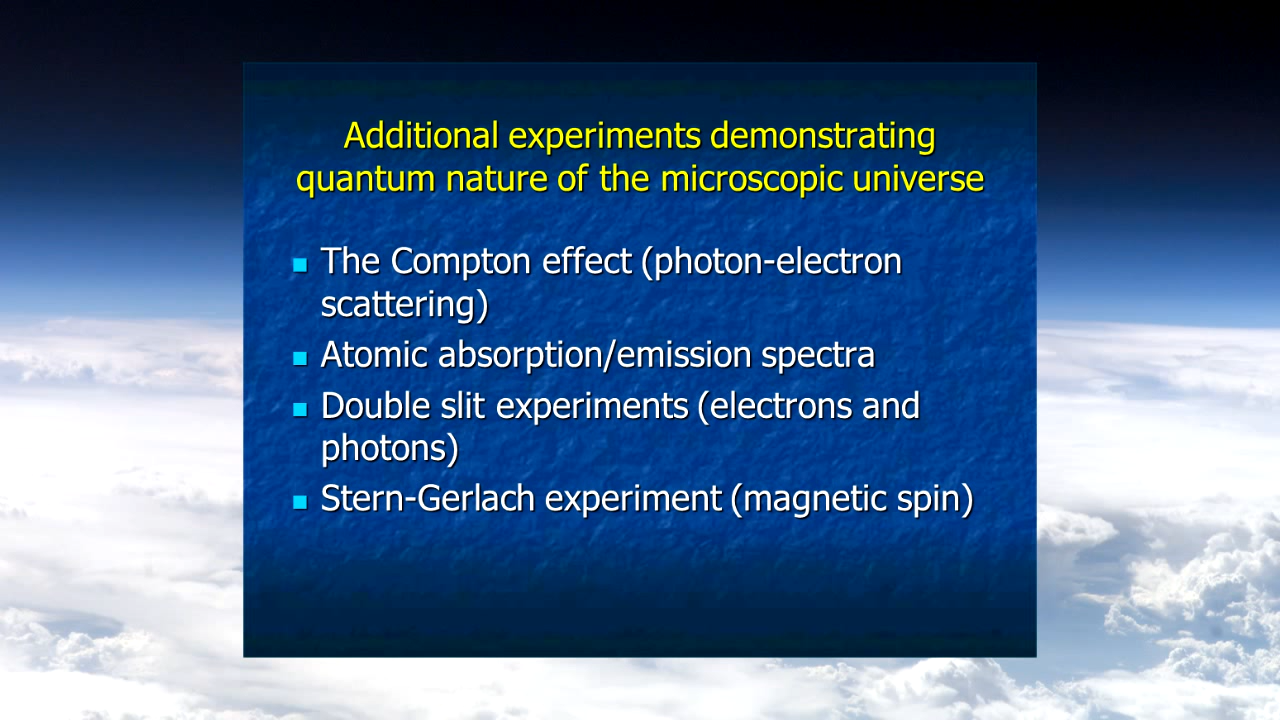 Additional experiments demonstrating
quantum nature of the microscopic universe
The Compton effect (photon-electron
scattering)
Atomic absorption/emission spectra
Double slit experiments (electrons and
photons)
Stern-Gerlach experiment (magnetic spin)